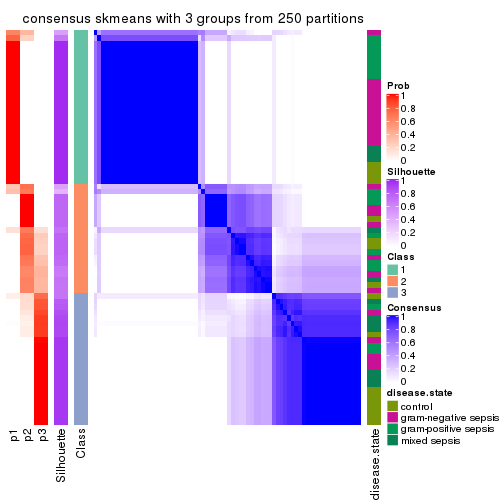 consensus skmeans with 3 groups from 250 partitions
Prob
1
0.8
0.6
0.4
0.2
0
Silhouette
1
0.8
0.6
0.4
0.2
0
Class
1
2
3
Consensus
1
0.8
0.6
0.4
0.2
0
disease.state
control
gram-negative sepsis
gram-positive sepsis
mixed sepsis
p1
p2
p3
Silhouette
Class
disease.state